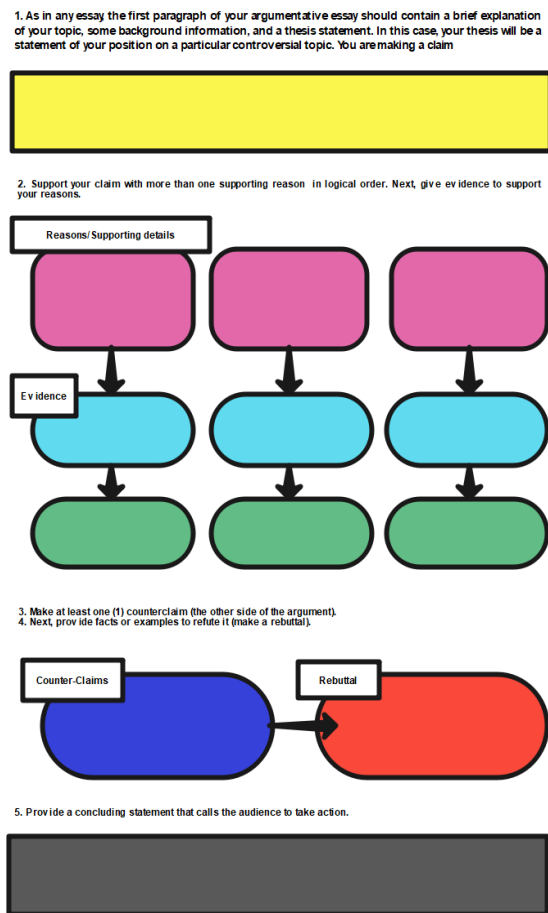 1. As in any essay, the first paragraph of your argumentative essay should contain a brief explanation
of your topic, some background information, and a thesis statement. In this case, your thesis will be a
statement of your position on a particular controversial topic. You are making a claim
2. Support your claim with more than one supporting reason in logical order. Next, give evidence to support
your reasons.
Reasons/Supporting details
Evidence
3. Make at least one (1) counterclaim (the other side of the argument).
4. Next, provide facts or examples to refute it (make a rebuttal).
Counter-Claims
Rebuttal
5. Provide a concluding statement that calls the audience to take action.